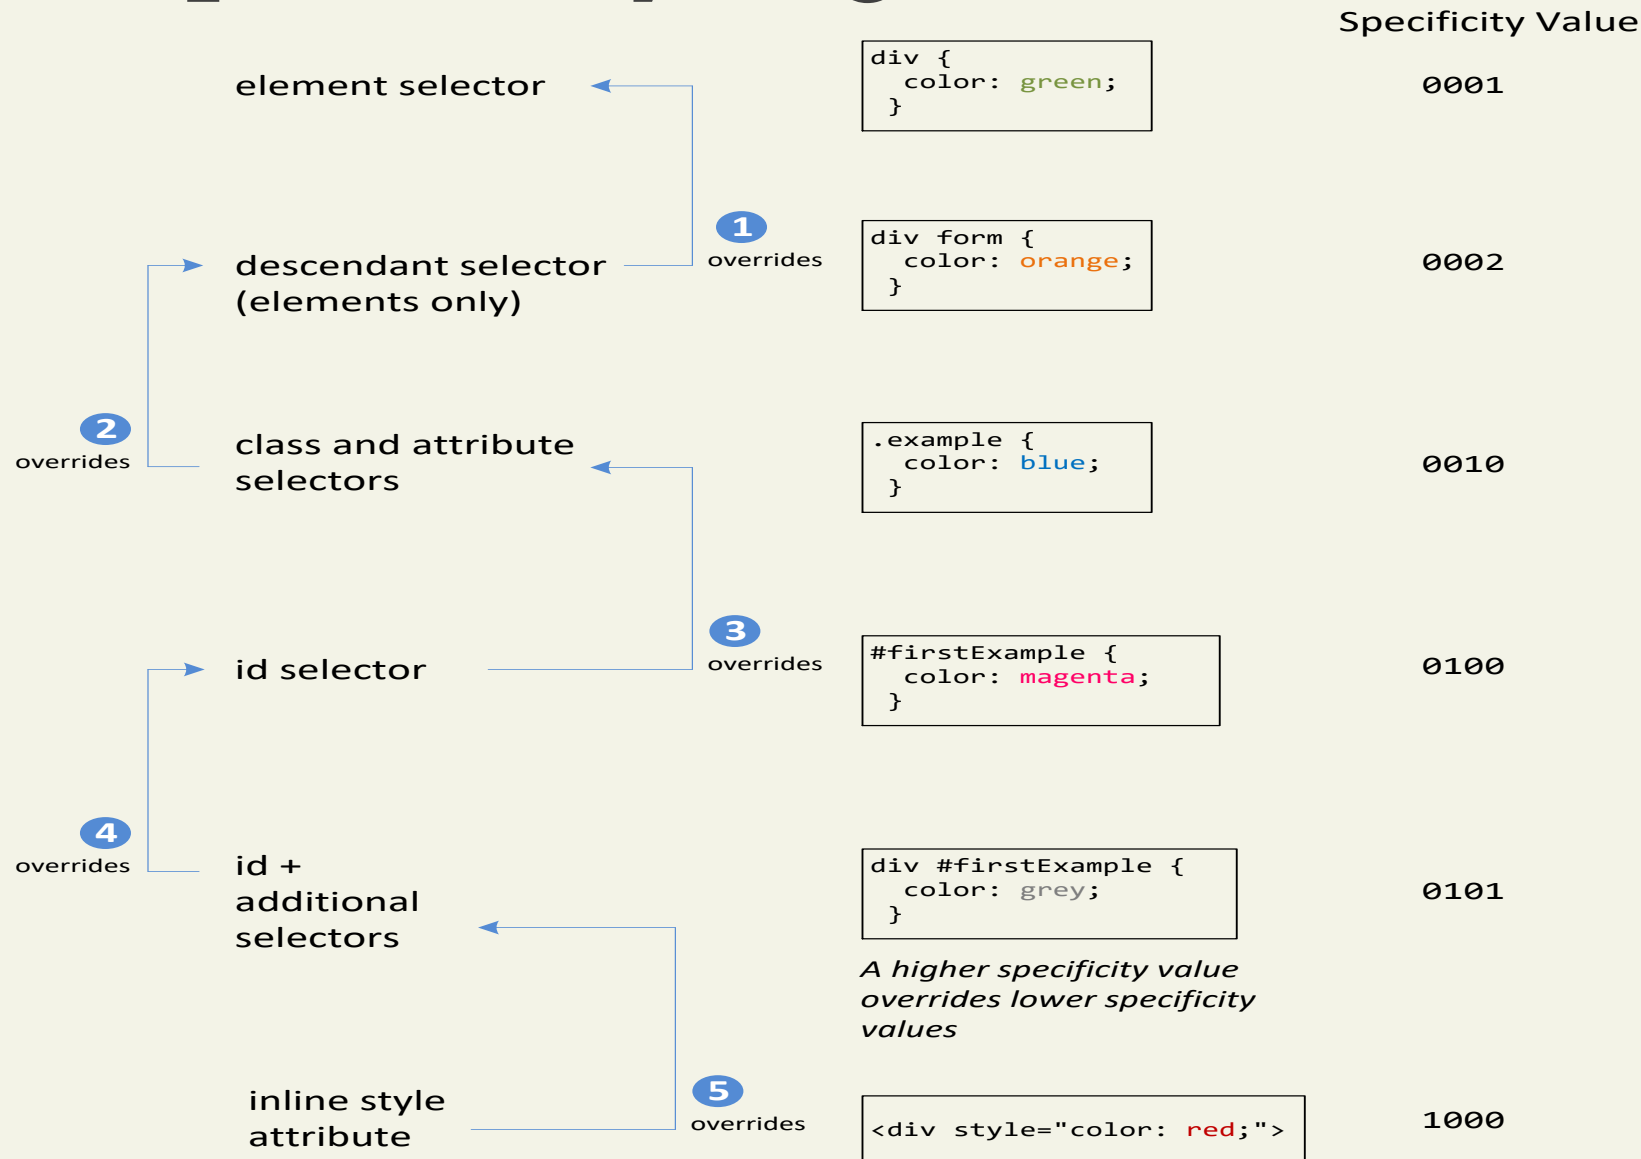 Specificity Value
element selector
div {
color: green;
}
0001
1
overrides
descendant selector
(elements only)
div form {
color: orange;
}
0002
2
overrides
class and attribute
selectors
.example {
color: blue;
}
0010
3
overrides
id selector
#firstExample {
color: magenta;
}
0100
4
overrides
id +
additional
selectors
div #firstExample {
color: grey;
}
0101
A higher specificity value
overrides lower specificity
values
5
overrides
inline style
attribute
<div style="color: red;">
1000